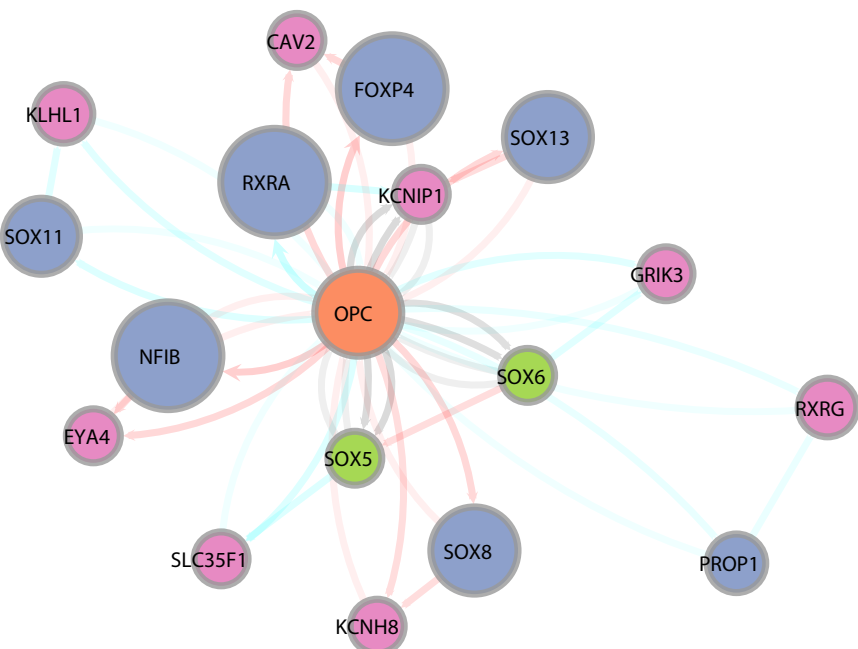 CAV2
FOXP4
KLHL1
SOX13
RXRA
KCNIP1
SOX11
GRIK3
OPC
NFIB
SOX6
RXRG
EYA4
SOX5
SOX8
SLC35F1
PROP1
KCNH8